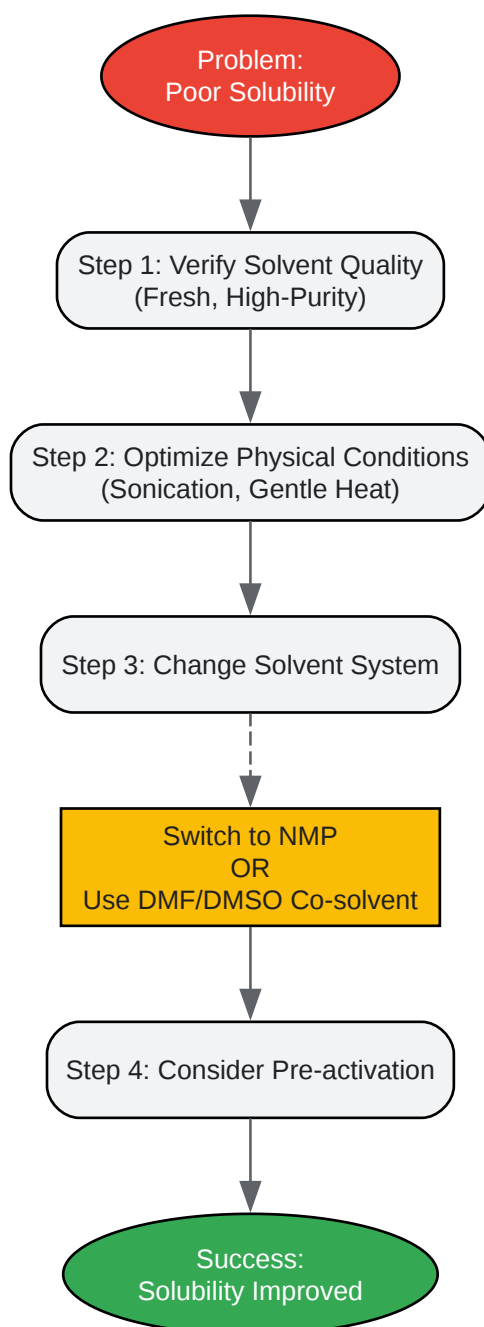 Problem:
Poor Solubility
Step 1: Verify Solvent Quality
(Fresh, High-Purity)
Step 2: Optimize Physical Conditions
(Sonication, Gentle Heat)
Step 3: Change Solvent System
Switch to NMP
OR
Use DMF/DMSO Co-solvent
Step 4: Consider Pre-activation
Success:
Solubility Improved